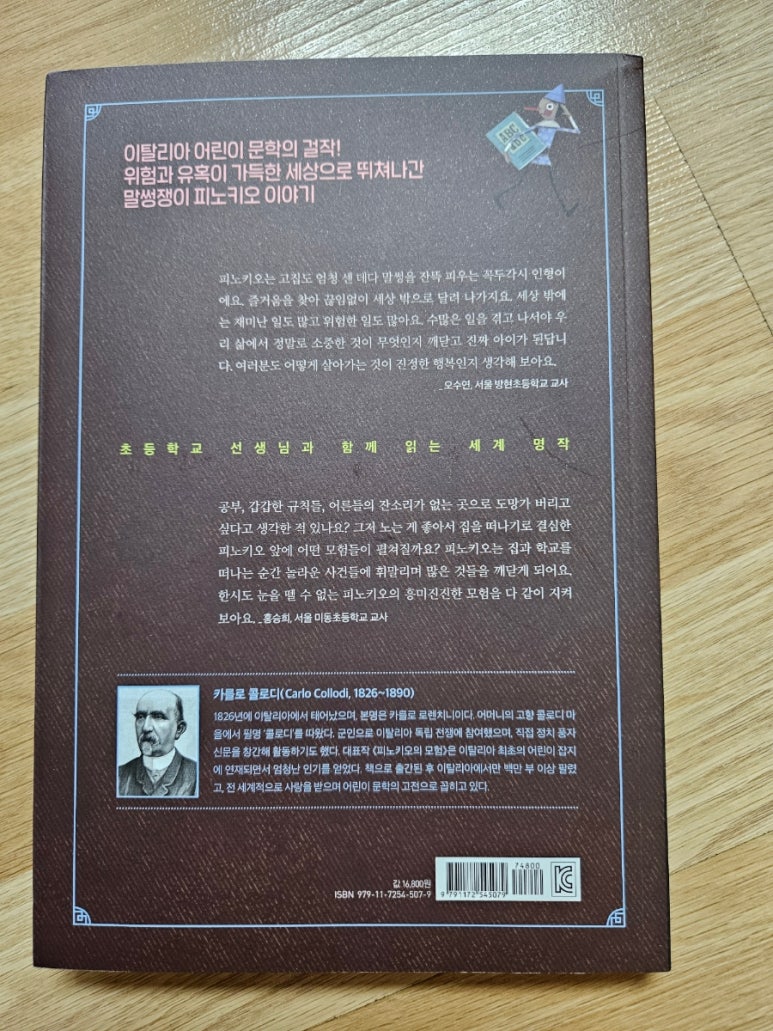 이탈리아 어린이 문학의 걸작!
위험과 유혹이 가득한 세상으로 뛰쳐나간
말썽쟁이 피노키오 이야기
ABC
피노키오는 고집도 엄청 센 데다 말썽을 잔뜩 피우는 꼭두각시 인형이
에요. 즐거움을 찾아 끊임없이 세상 밖으로 달려 나가지요. 세상 밖에
는 재미난 일도 많고 위험한 일도 많아요. 수많은 일을 겪고 나서야 우
리 삶에서 정말로 소중한 것이 무엇인지 깨닫고 진짜 아이가 된답니
다. 여러분도 어떻게 살아가는 것이 진정한 행복인지 생각해 보아요.
_오수연, 서울 방현초등학교 교사
초등학교 선생님과 함께 읽는 세계 명작
공부, 갑갑한 규칙들, 어른들의 잔소리가 없는 곳으로 도망가 버리고
싶다고 생각한 적 있나요? 그저 노는 게 좋아서 집을 떠나기로 결심한
피노키오 앞에 어떤 모험들이 펼쳐질까요? 피노키오는 집과 학교를
떠나는 순간 놀라운 사건들에 휘말리며 많은 것들을 깨닫게 되어요.
한시도 눈을 뗄 수 없는 피노키오의 흥미진진한 모험을 다 같이 지켜
보아요. _홍승희, 서울 미동초등학교 교사
카를로 콜로디(Carlo Collodi, 1826~1890)
1826년에 이탈리아에서 태어났으며, 본명은 카를로 로렌치니이다. 어머니의 고향 콜로디 마
을에서 필명 '콜로디'를 따왔다. 군인으로 이탈리아 독립 전쟁에 참여했으며, 직접 정치 풍자
신문을 창간해 활동하기도 했다. 대표작 《피노키오의 모험》은 이탈리아 최초의 어린이 잡지
에 연재되면서 엄청난 인기를 얻었다. 책으로 출간된 후 이탈리아에서만 백만 부 이상 팔렸
고, 전 세계적으로 사랑을 받으며 어린이 문학의 고전으로 꼽히고 있다.
74800
값 16,800원
ISBN 979-11-7254-507-9
9 791172 545079